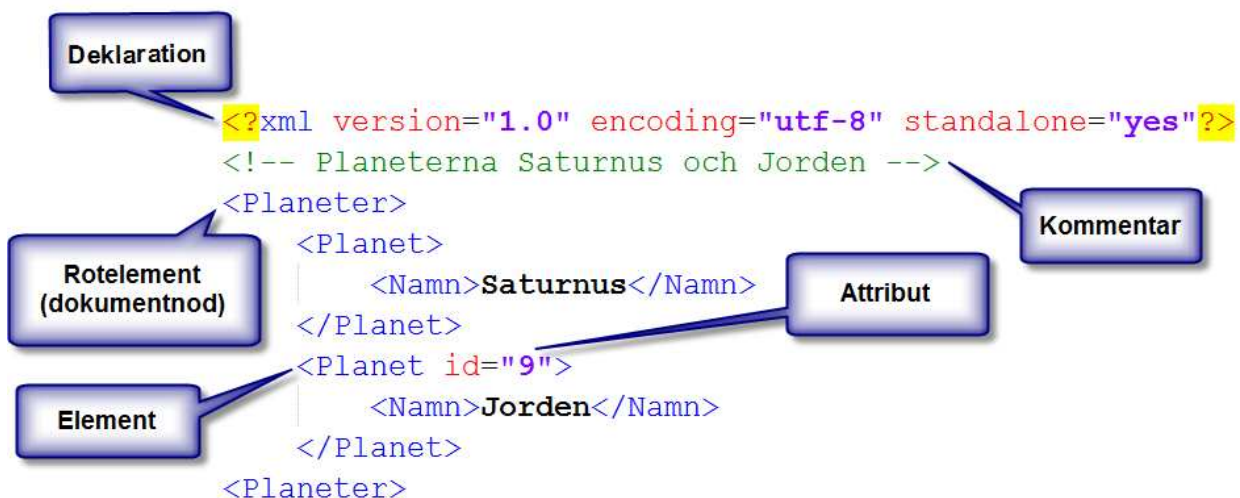 Deklaration
<?xml version="1.0" encoding="utf-8" standalone="yes"?>
<!-- Planeterna Saturnus och Jorden -->
Kommentar
<Planeter>
Rotelement
(dokumentnod)
<Planet>
<Namn>Saturnus</Namn>
</Planet>
Attribut
<Planet id="9">
Element
<Namn>Jorden</Namn>
</Planet>
<Planeter>